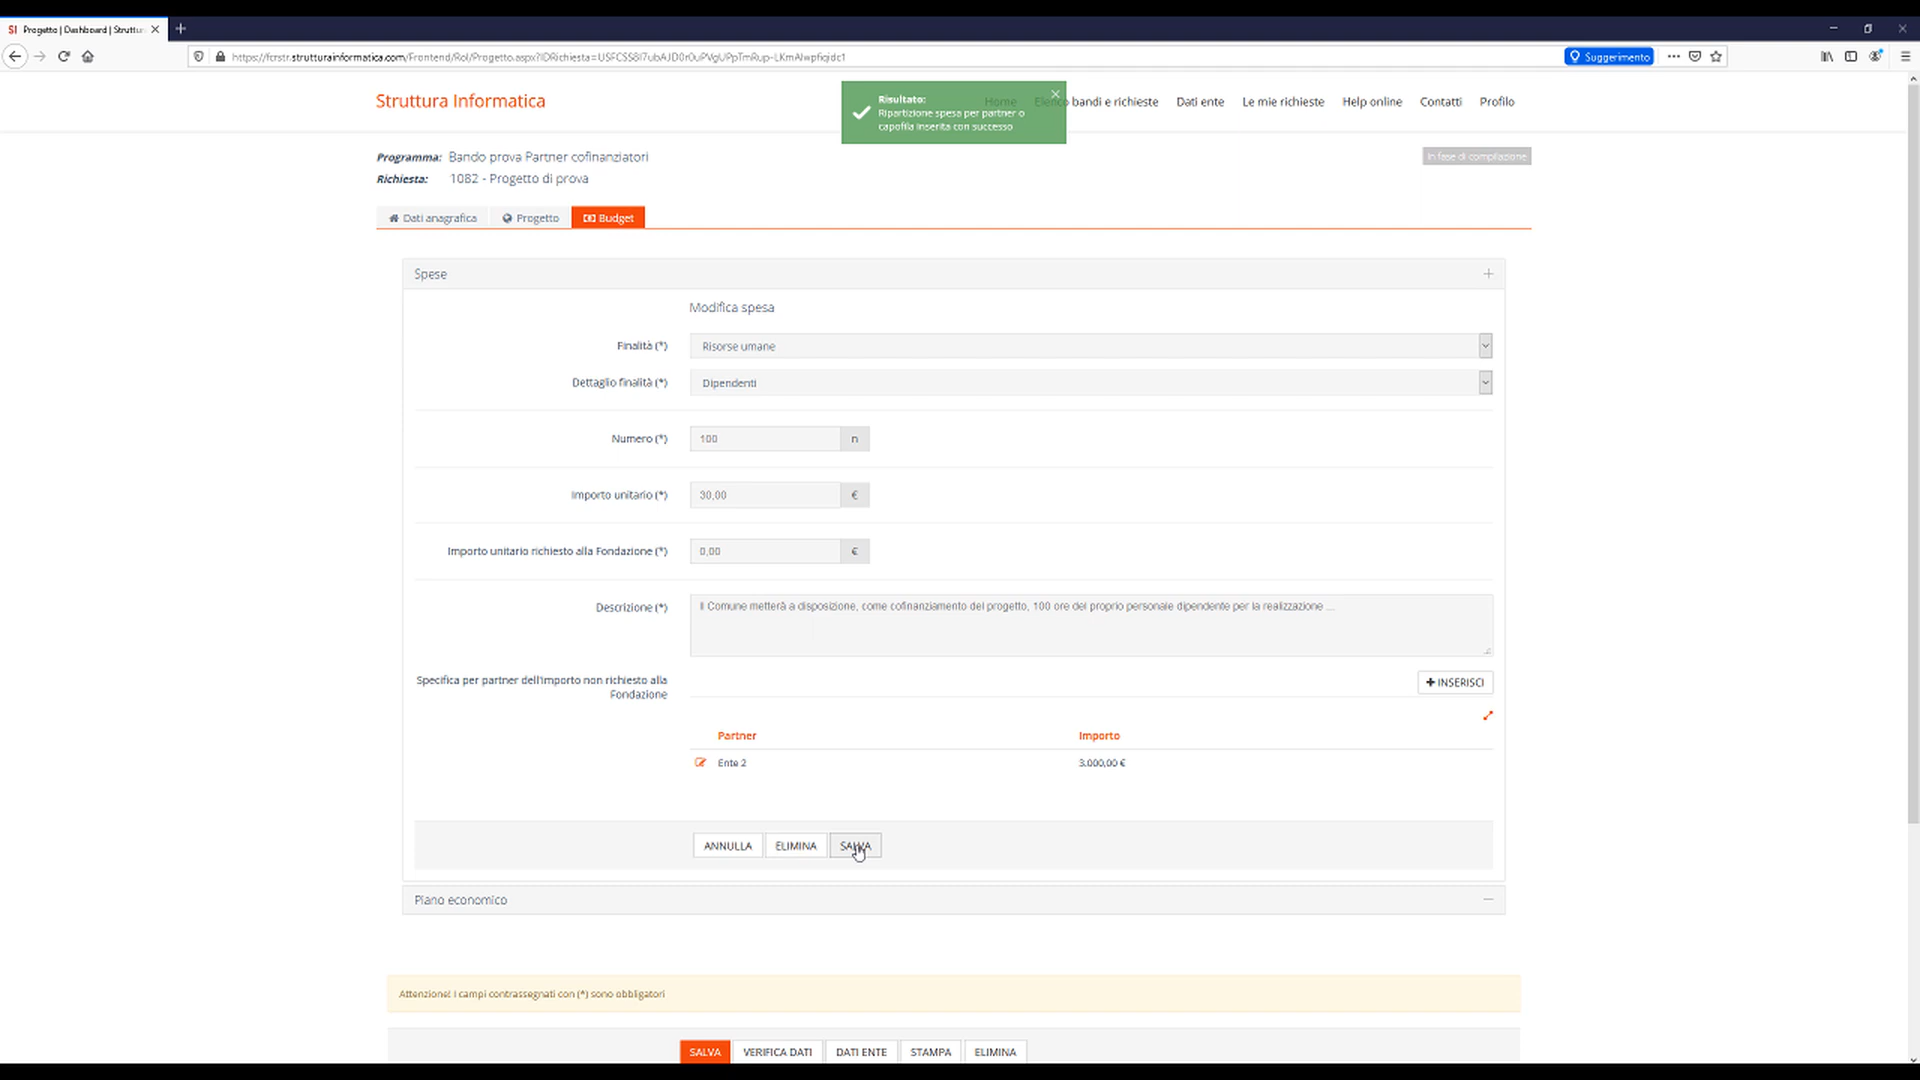 SI Progetto | Dashboard | Struttur
https://fcrstr.strutturainformatica.com/Frontend/Rol/Progetto.aspx?IDRichiesta=
Suggerimento
Struttura Informatica
Risultato:
Ripartizione spesa per partner o
capofila inserita con successo
Home
Elenco bandi e richieste
Dati ente
Le mie richieste
Help online
Contatti
Profilo
Programma: Bando prova Partner cofinanziatori
In fase di compilazione
Richiesta: 1082 - Progetto di prova
Dati anagrafica
Progetto
Budget
Spese
Modifica spesa
Finalità (*) Risorse umane
Dettaglio finalità (*) Dipendenti
Numero (*) 100 n
Importo unitario (*) 30,00 €
Importo unitario richiesto alla Fondazione (*) 0,00 €
Descrizione (*) Il Comune metterà a disposizione, come cofinanziamento del progetto, 100 ore del proprio personale dipendente per la realizzazione ...
Specifica per partner dell'importo non richiesto alla
Fondazione
INSERISCI
Partner Importo
Ente 2 3.000,00 €
ANNULLA ELIMINA SALVA
Piano economico
Attenzione! I campi contrassegnati con (*) sono obbligatori
SALVA VERIFICA DATI DATI ENTE STAMPA ELIMINA